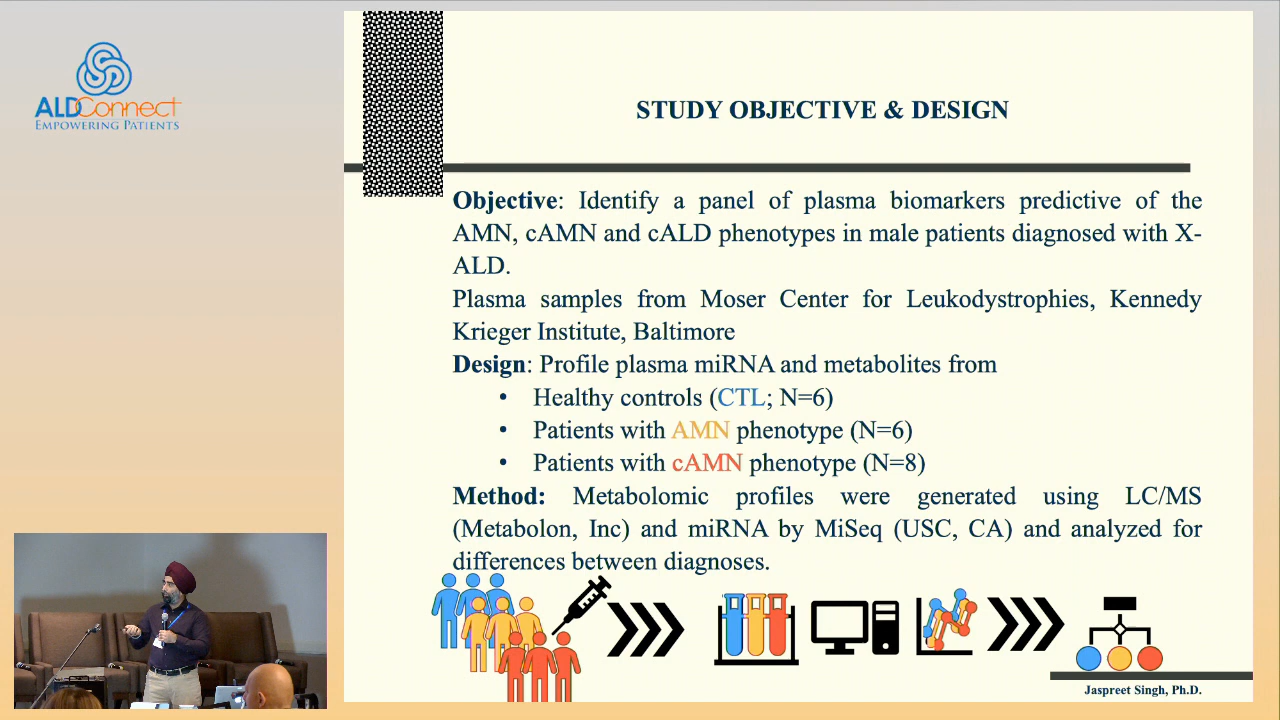 ALDConnect
EMPOWERING PATIENTS
STUDY OBJECTIVE & DESIGN
Objective: Identify a panel of plasma biomarkers predictive of the
AMN, cAMN and cALD phenotypes in male patients diagnosed with X-
ALD.
Plasma samples from Moser Center for Leukodystrophies, Kennedy
Krieger Institute, Baltimore
Design: Profile plasma miRNA and metabolites from
• Healthy controls (CTL; N=6)
• Patients with AMN phenotype (N=6)
• Patients with cAMN phenotype (N=8)
Method: Metabolomic profiles were generated using LC/MS
(Metabolon, Inc) and miRNA by MiSeq (USC, CA) and analyzed for
differences between diagnoses.
Jaspreet Singh, Ph.D.